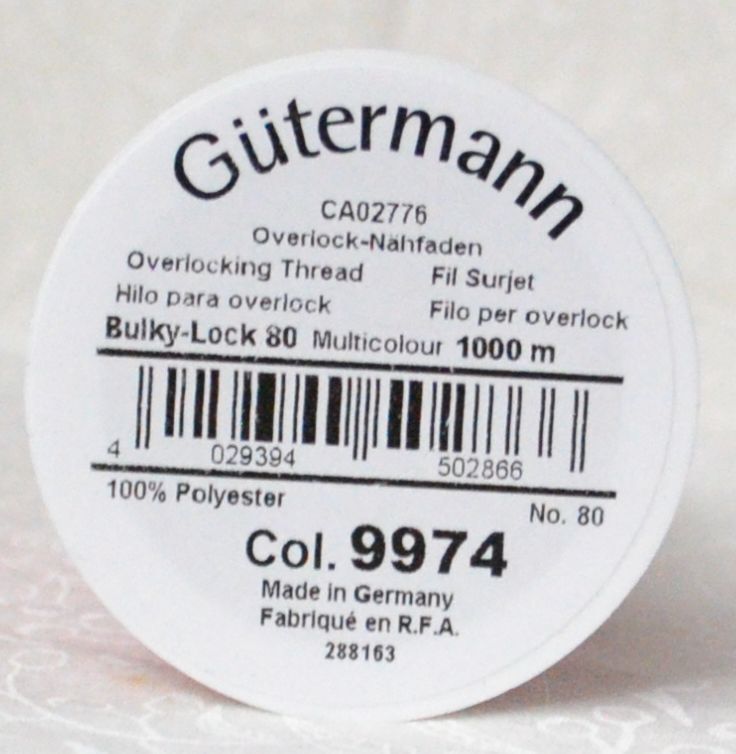 Gütermann
CA02776
Overlock-Nähfaden
Overlocking Thread Fil Surjet
Hilo para overlock Filo per overlock
Bulky-Lock 80 Multicolour 1000 m
4 029394 502866
100% Polyester No. 80
Col. 9974
Made in Germany
Fabriqué en R.F.A.
288163